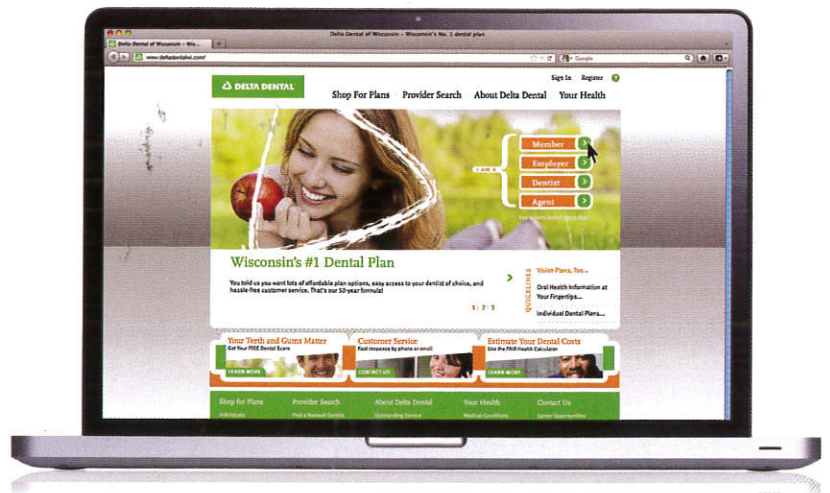 Delta Dental of Wisconsin – Wisconsin's No. 1 dental plan
Delta Dental of Wisconsin – Wis...
www.deltadentalwi.com/
Google
Sign In Register ?
DELTA DENTAL
Shop For Plans Provider Search About Delta Dental Your Health
I AM A
Member
Employer
Dentist
Agent
Wisconsin's #1 Dental Plan
You told us you want lots of affordable plan options, easy access to your dentist of choice, and
hassle-free customer service. That's our 50-year formula!
1 2 3
QUICKLINKS
Vision Plans, Too...
Oral Health Information at
Your Fingertips...
Individual Dental Plans...
Your Teeth and Gums Matter
Get Your FREE Dental Score
LEARN MORE
Customer Service
Fast response by phone or email
CONTACT US
Estimate Your Dental Costs
Use the FAIR Health Calculator
LEARN MORE
Shop for Plans Provider Search About Delta Dental Your Health Contact Us
Individuals Find a Network Dentist Outstanding Service Medical Conditions Career Opportunities